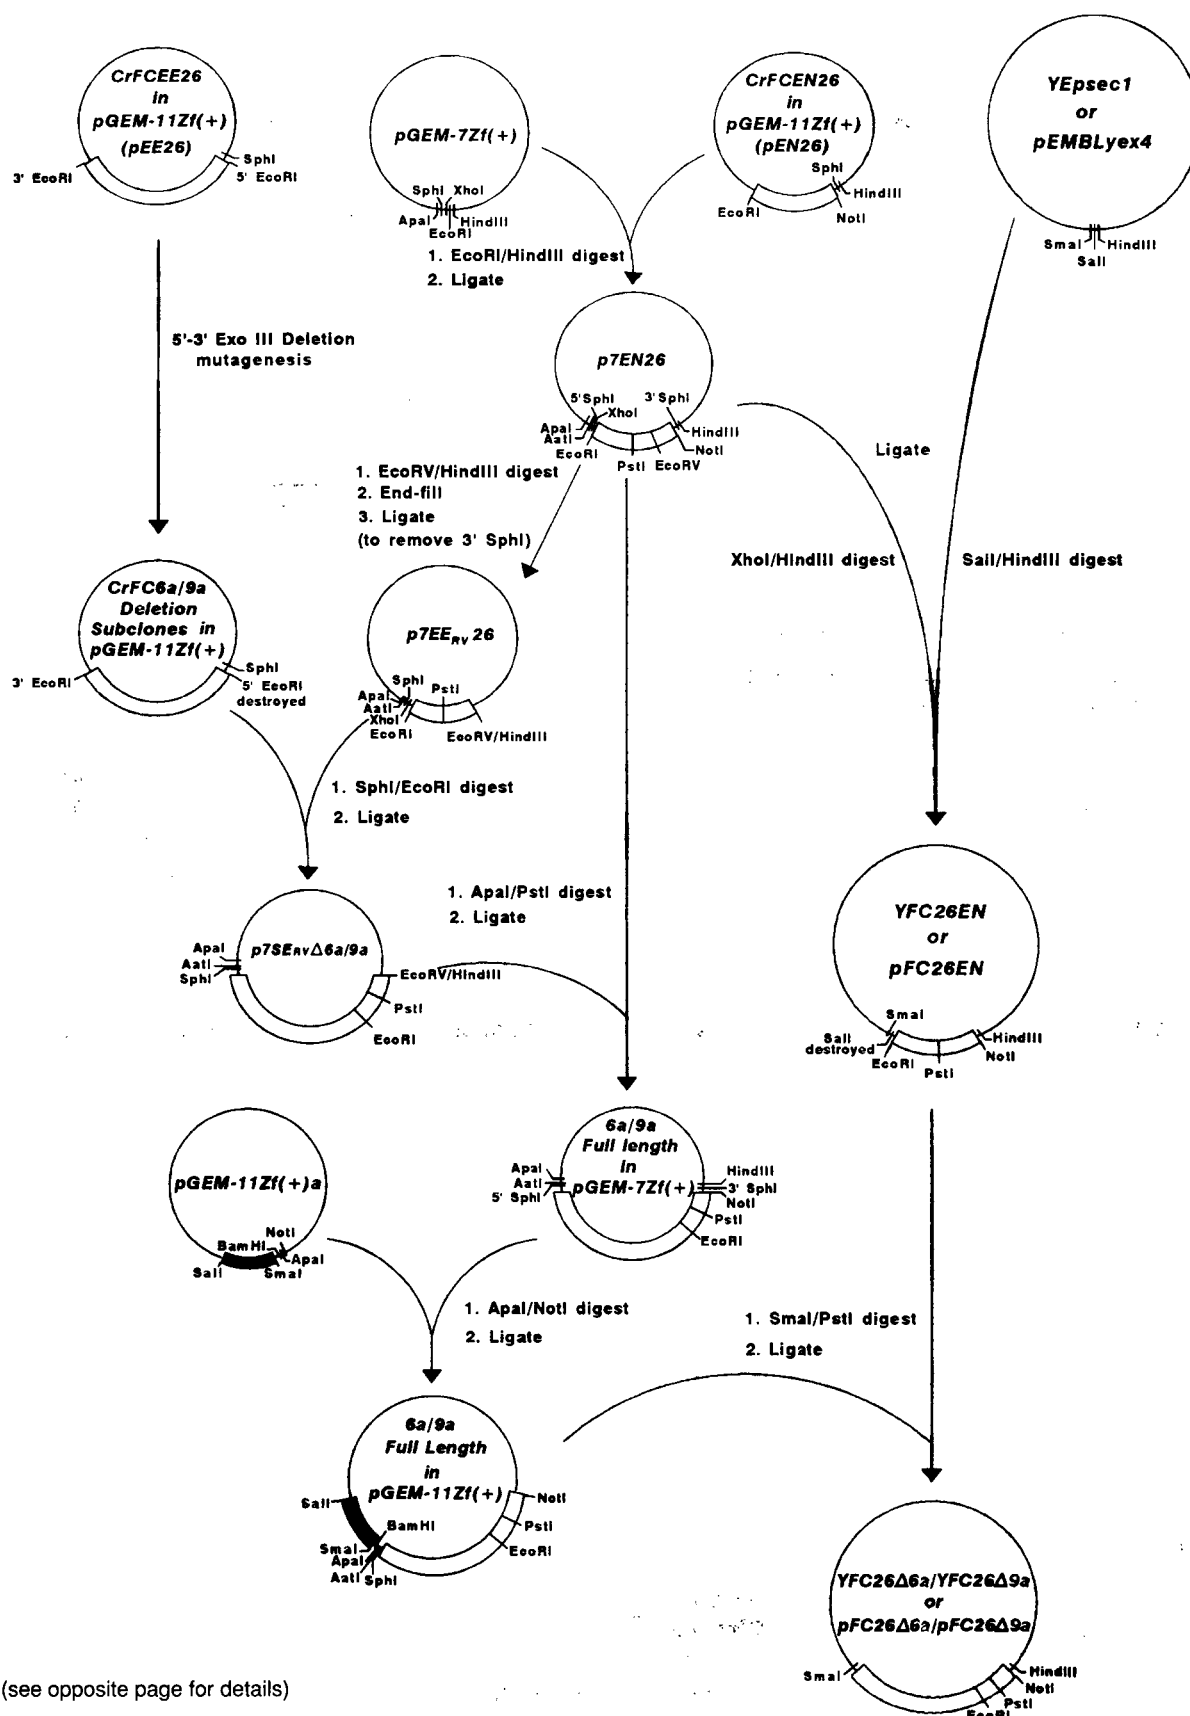 CrFCEE26
in
pGEM-11Zf(+)
(pEE26)
SphI
3' EcoRI
5' EcoRI
pGEM-7Zf(+)
SphI XhoI
ApaI HindIII
EcoRI
CrFCEN26
in
pGEM-11Zf(+)
(pEN26)
SphI
HindIII
EcoRI
NotI
YEpsec1
or
pEMBLyex4
SmaI HindIII
SalI
1. EcoRI/HindIII digest
2. Ligate
5'-3' Exo III Deletion
mutagenesis
p7EN26
5'SphI 3'SphI
XhoI
ApaI
AatI
EcoRI
HindIII
NotI
PstI EcoRV
1. EcoRV/HindIII digest
2. End-fill
3. Ligate
(to remove 3' SphI)
Ligate
XhoI/HindIII digest
SalI/HindIII digest
CrFC6a/9a
Deletion
Subclones in
pGEM-11Zf(+)
SphI
3' EcoRI
5' EcoRI
destroyed
p7EERV26
SphI
PstI
ApaI
AatI
XhoI
EcoRI
EcoRV/HindIII
1. SphI/EcoRI digest
2. Ligate
1. ApaI/PstI digest
2. Ligate
p7SERVΔ6a/9a
ApaI
AatI
SphI
EcoRV/HindIII
PstI
EcoRI
YFC26EN
or
pFC26EN
SmaI
SalI
destroyed
EcoRI
PstI
HindIII
NotI
pGEM-11Zf(+)a
NotI
BamHI
ApaI
SalI
SmaI
6a/9a
Full length
in
pGEM-7Zf(+)
ApaI
AatI
5' SphI
HindIII
3' SphI
NotI
PstI
EcoRI
1. ApaI/NotI digest
2. Ligate
1. SmaI/PstI digest
2. Ligate
6a/9a
Full Length
in
pGEM-11Zf(+)
SalI
NotI
BamHI
PstI
EcoRI
SmaI
ApaI
AatI SphI
YFC26Δ6a/YFC26Δ9a
or
pFC26Δ6a/pFC26Δ9a
SmaI
HindIII
NotI
PstI
EcoRI
(see opposite page for details)